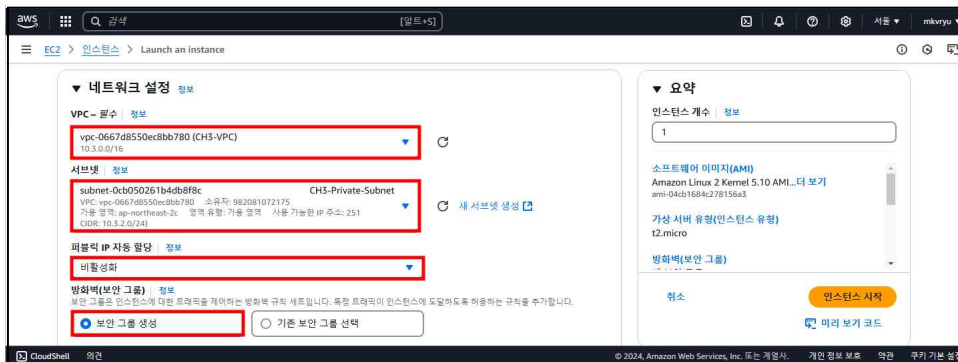 aws
검색
[알트+S]
서울 ▼
mkvryu ▼
EC2 > 인스턴스 > Launch an instance
▼ 네트워크 설정 정보
VPC – 필수 | 정보
vpc-0667d8550ec8bb780 (CH3-VPC)
10.3.0.0/16
서브넷 | 정보
subnet-0cb050261b4db8f8c CH3-Private-Subnet
VPC: vpc-0667d8550ec8bb780 소유자: 982081072175
가용 영역: ap-northeast-2c 영역 유형: 가용 영역 사용 가능한 IP 주소: 251
CIDR: 10.3.2.0/24)
새 서브넷 생성
퍼블릭 IP 자동 할당 | 정보
비활성화
방화벽(보안 그룹) | 정보
보안 그룹은 인스턴스에 대한 트래픽을 제어하는 방화벽 규칙 세트입니다. 특정 트래픽이 인스턴스에 도달하도록 허용하는 규칙을 추가합니다.
보안 그룹 생성
기존 보안 그룹 선택
▼ 요약
인스턴스 개수 | 정보
1
소프트웨어 이미지(AMI)
Amazon Linux 2 Kernel 5.10 AMI...더 보기
ami-04cb1684c278156a3
가상 서버 유형(인스턴스 유형)
t2.micro
방화벽(보안 그룹)
취소
인스턴스 시작
미리 보기 코드
CloudShell 의견
© 2024, Amazon Web Services, Inc. 또는 계열사. 개인 정보 보호 약관 쿠키 기본 설정